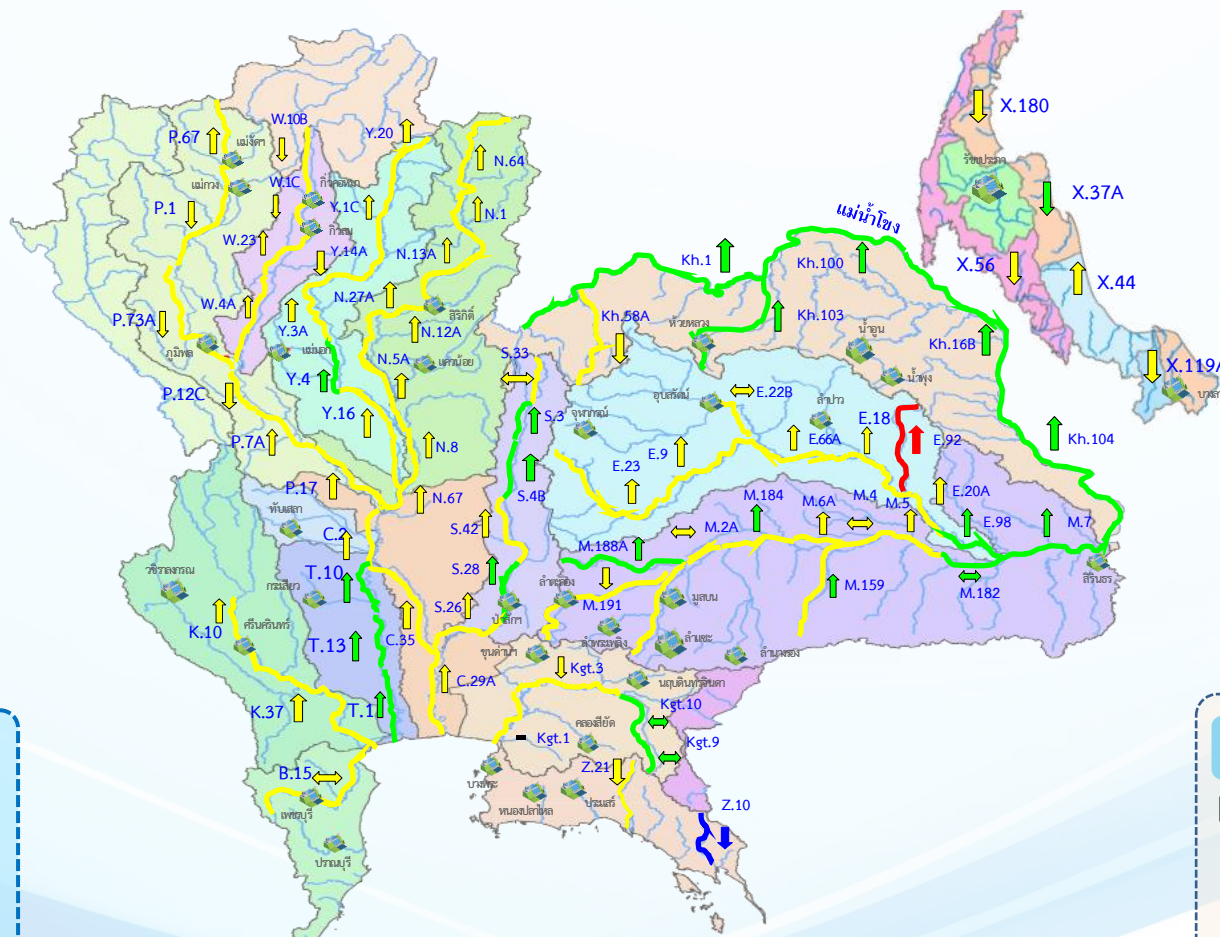 X.180
W.10B
P.67
แม่งัดฯ
Y.20
N.64
รัชชประภา
แม่กวง
W.1C
กิ่วคอหมา
X.37A
P.1
Y.1C
N.1
แม่น้ำโขง
W.23
กิ่วลม
Y.14A
N.13A
Kh.1
Kh.100
X.56
X.44
N.27A
W.4A
สิริกิติ์
Kh.58A
Kh.103
P.73A
Y.3A
N.12A
ห้วยหลวง
น้ำอูน
Kh.16B
ภูมิพล
แม่มอก
N.5A
แควน้อย
S.33
X.119A
Y.4
น้ำพุง
P.12C
อุบลรัตน์
E.22B
Y.16
S.3
จุฬาภรณ์
ลำปาว
E.18
E.92
P.7A
N.8
E.9
E.66A
Kh.104
E.23
P.17
N.67
S.4B
M.184
M.6A
M.4
M.5
E.20A
ทับเสลา
S.42
M.2A
E.98
M.7
C.2
M.188A
วชิราลงกรณ
T.10
กระเสียว
S.28
ลำตะคอง
สิรินธร
ศรีนครินทร์
S.26
ป่าสักฯ
M.191
มูลบน
M.159
M.182
K.10
T.13
C.35
ลำพระเพลิง
ลำแซะ
ขุนด่านฯ
ลำนางรอง
C.29A
Kgt.3
นฤบดินทรจินดา
K.37
T.1
Kgt.10
คลองสียัด
Kgt.1
Kgt.9
B.15
บางพระ
Z.21
เพชรบุรี
หนองปลาไหล
ประแสร์
Z.10
ปราณบุรี